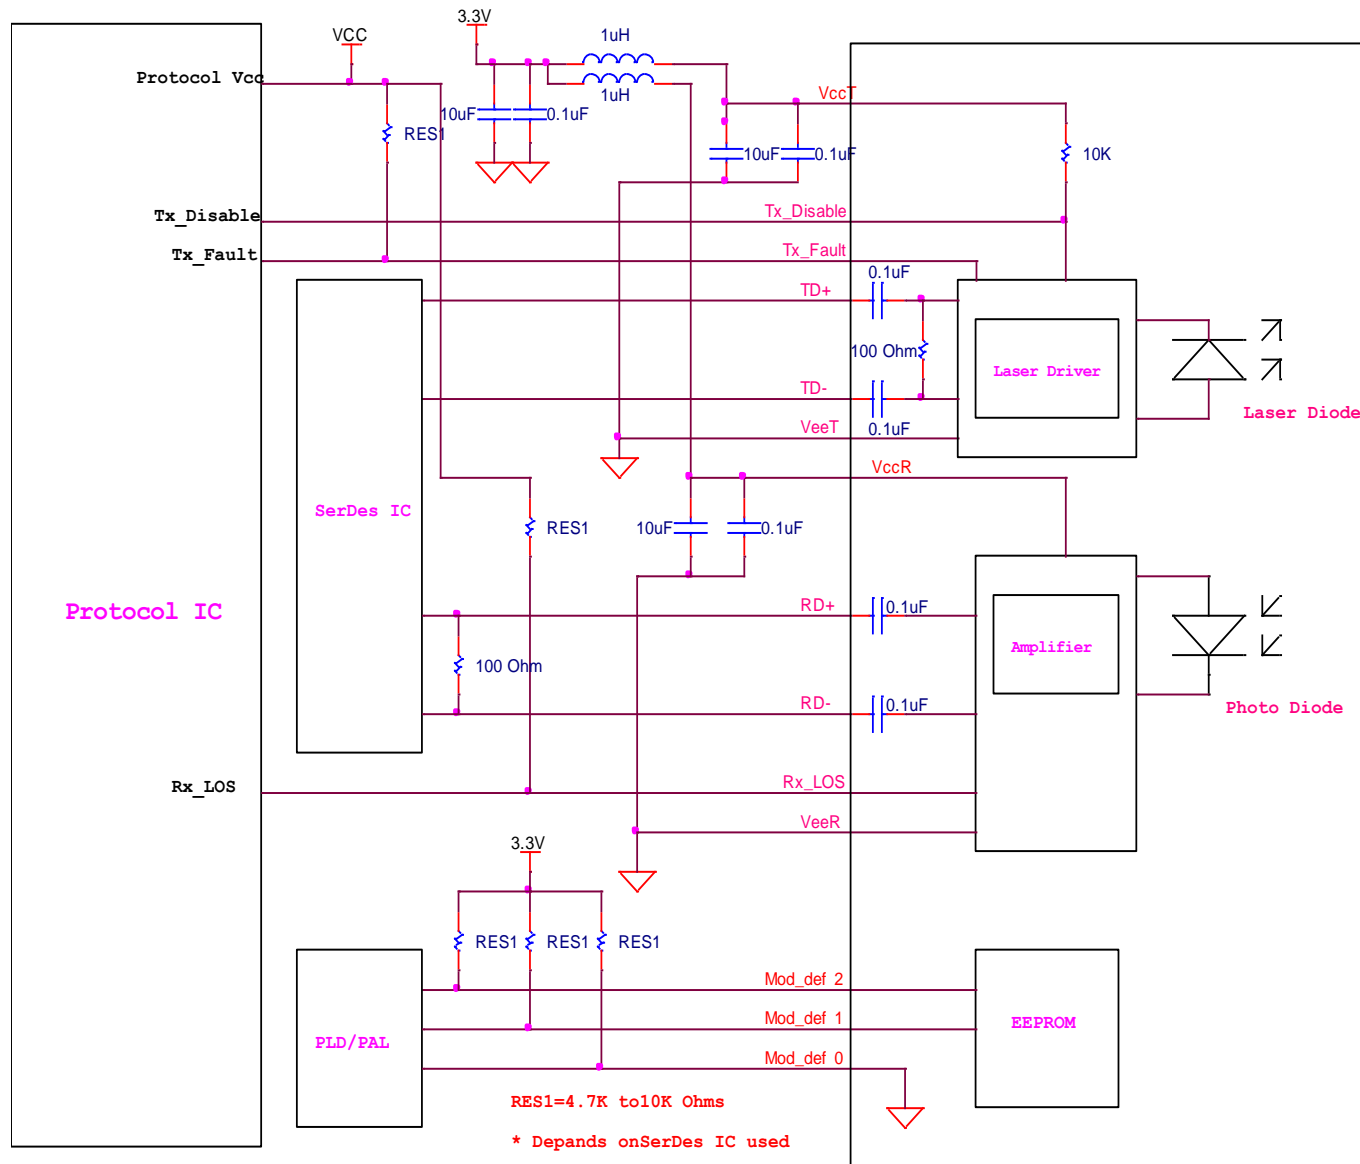 3.3V
VCC
1uH
Protocol Vcc
1uH
VccT
10uF
0.1uF
RES1
10uF
0.1uF
10K
Tx_Disable
Tx_Disable
Tx_Fault
Tx_Fault
0.1uF
TD+
100 Ohm
Laser Driver
TD-
Laser Diode
VeeT
0.1uF
VccR
SerDes IC
RES1
10uF
0.1uF
Protocol IC
RD+
0.1uF
Amplifier
100 Ohm
RD-
0.1uF
Photo Diode
Rx_LOS
Rx_LOS
VeeR
3.3V
RES1
RES1
RES1
Mod_def 2
Mod_def 1
EEPROM
PLD/PAL
Mod_def 0
RES1=4.7K to10K Ohms
* Depands onSerDes IC used